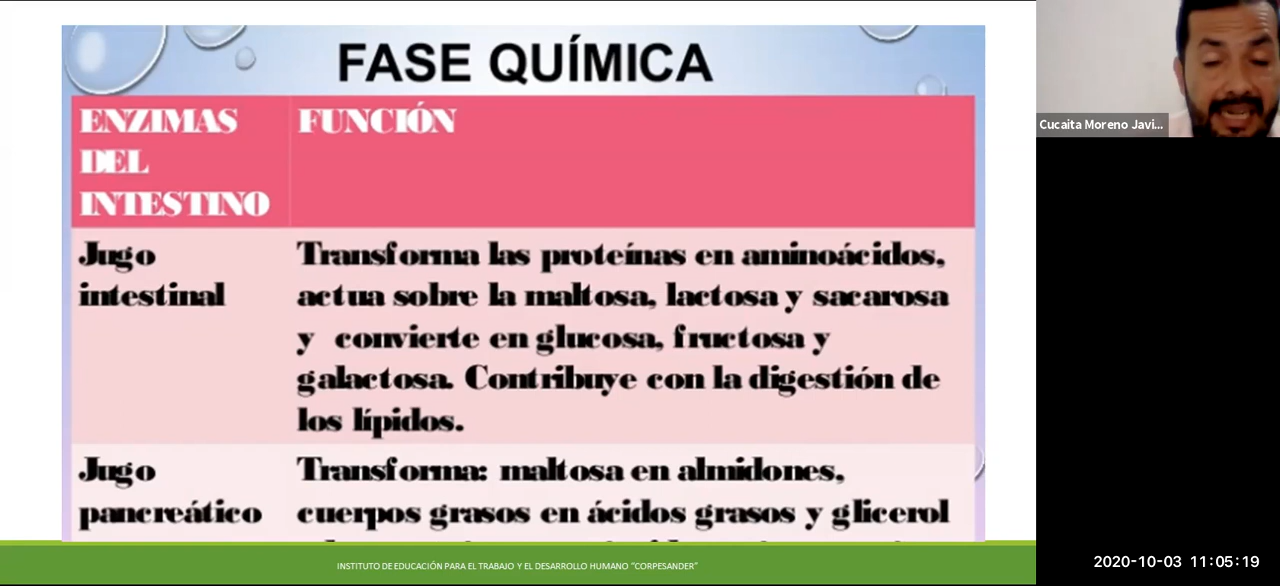 FASE QUÍMICA
ENZIMAS
DEL
INTESTINO
FUNCIÓN
Jugo
intestinal
Transforma las proteínas en aminoácidos,
actua sobre la maltosa, lactosa y sacarosa
y convierte en glucosa, fructosa y
galactosa. Contribuye con la digestión de
los lípidos.
Jugo
pancreático
Transforma: maltosa en almidones,
cuerpos grasos en ácidos grasos y glicerol
INSTITUTO DE EDUCACIÓN PARA EL TRABAJO Y EL DESARROLLO HUMANO "CORPESANDER"
Cucaita Moreno Javi...
2020-10-03 11:05:19